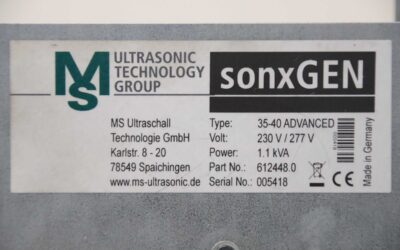 MS ULTRASONIC
TECHNOLOGY
GROUP
sonxGEN
MS Ultraschall
Technologie GmbH
Karlstr. 8 - 20
78549 Spaichingen
www.ms-ultrasonic.de
Type: 35-40 ADVANCED
Volt: 230 V / 277 V
Power: 1.1 kVA
Part No.: 612448.0
Serial No.: 005418
CE
Made in Germany